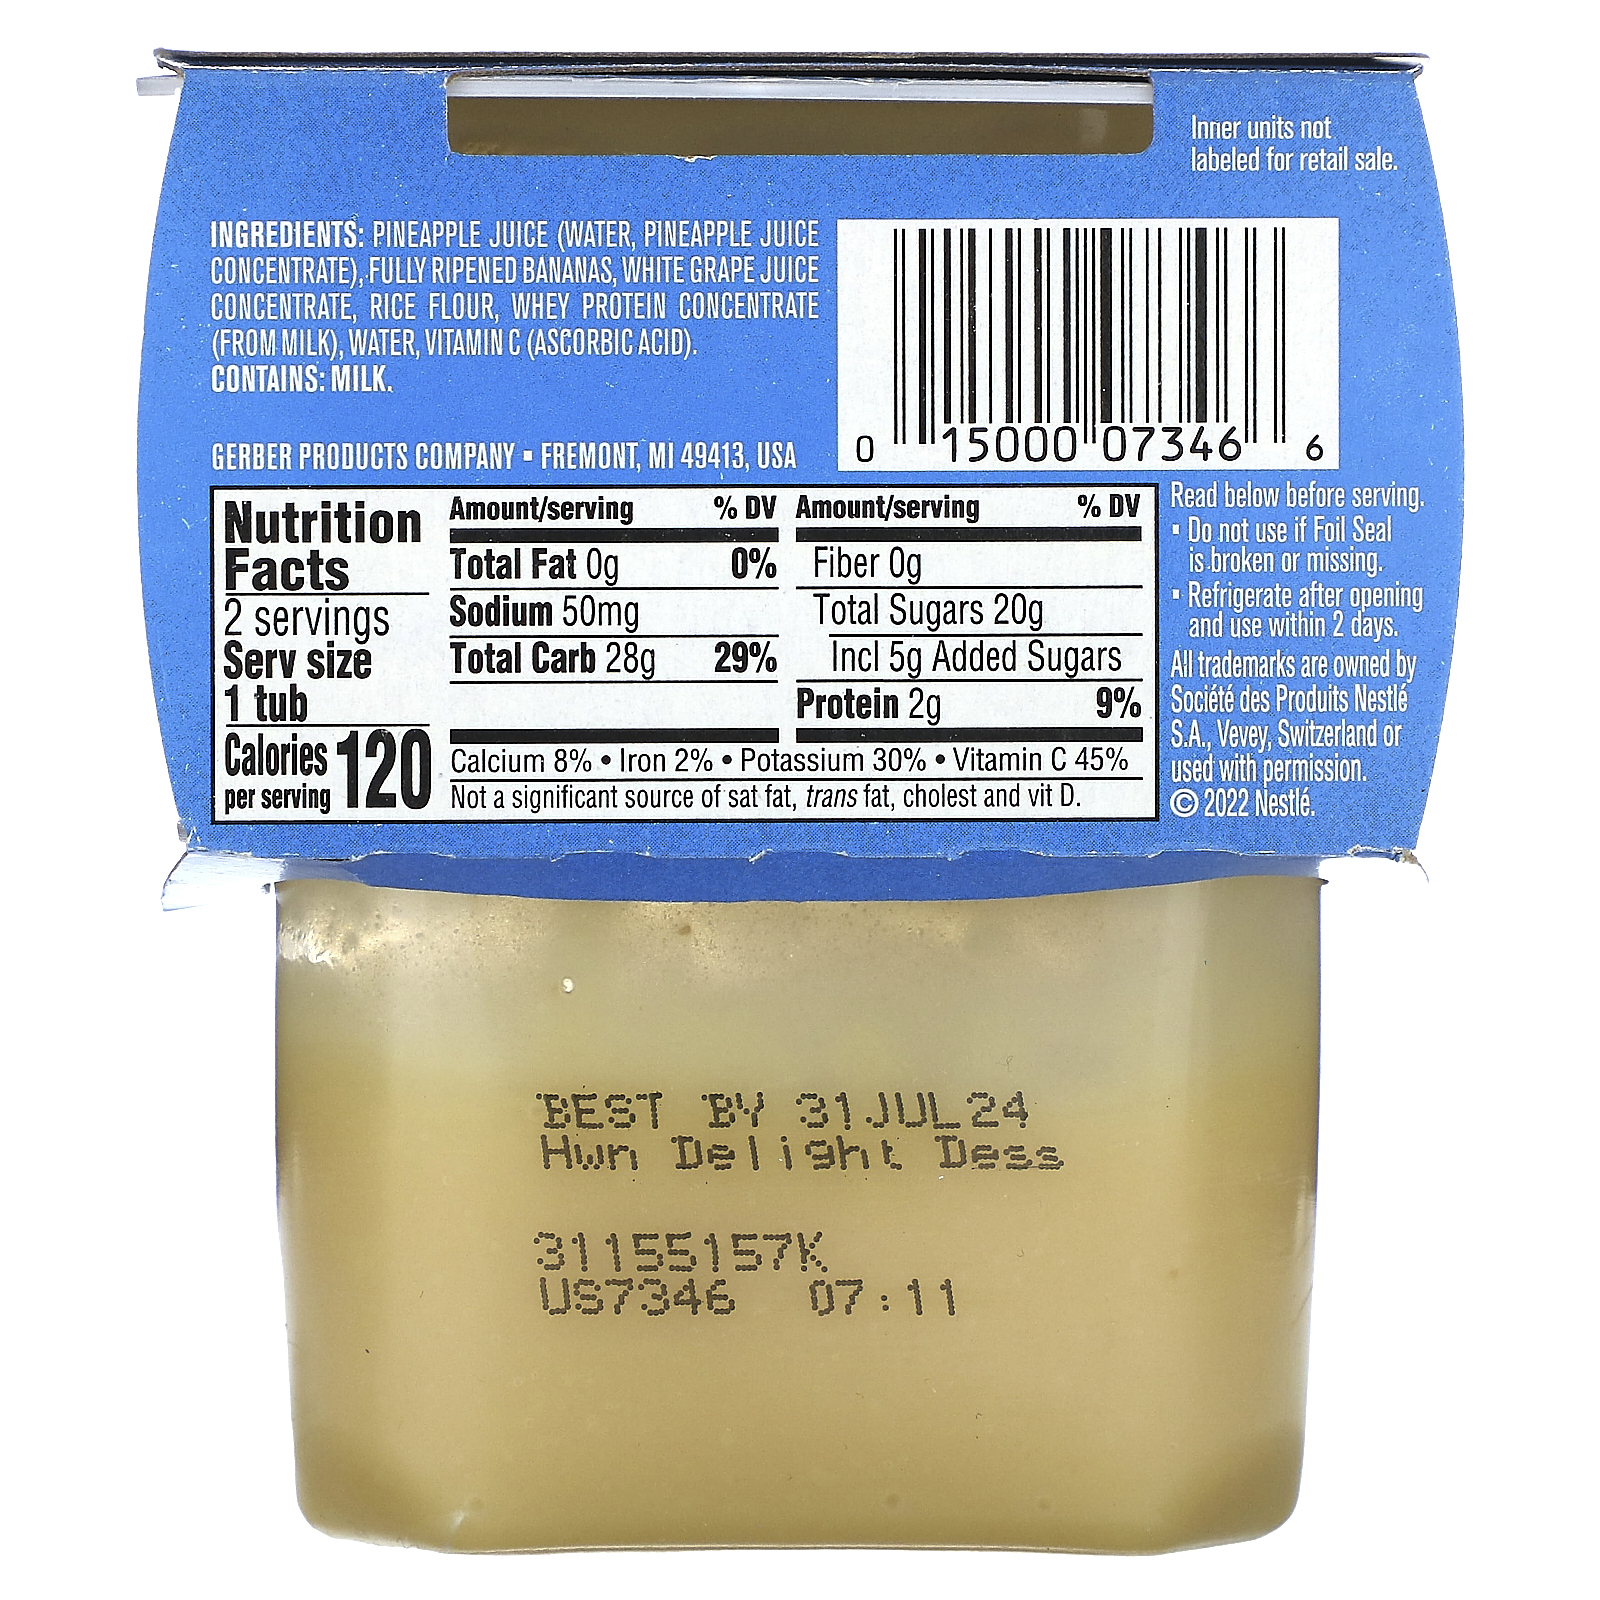 Inner units not
labeled for retail sale.
INGREDIENTS: PINEAPPLE JUICE (WATER, PINEAPPLE JUICE
CONCENTRATE), FULLY RIPENED BANANAS, WHITE GRAPE JUICE
CONCENTRATE, RICE FLOUR, WHEY PROTEIN CONCENTRATE
(FROM MILK), WATER, VITAMIN C (ASCORBIC ACID).
CONTAINS: MILK.
GERBER PRODUCTS COMPANY ▪ FREMONT, MI 49413, USA
0 15000 07346 6
Nutrition
Facts
2 servings
Serv size
1 tub
Calories 120
per serving
Amount/serving % DV
Total Fat 0g 0%
Sodium 50mg
Total Carb 28g 29%
Amount/serving % DV
Fiber 0g
Total Sugars 20g
Incl 5g Added Sugars
Protein 2g 9%
Calcium 8% • Iron 2% • Potassium 30% • Vitamin C 45%
Not a significant source of sat fat, trans fat, cholest and vit D.
Read below before serving.
▪ Do not use if Foil Seal
is broken or missing.
▪ Refrigerate after opening
and use within 2 days.
All trademarks are owned by
Société des Produits Nestlé
S.A., Vevey, Switzerland or
used with permission.
© 2022 Nestlé.
BEST BY 31JUL24
Hwn Delight Dess
31155157K
US7346 07:11